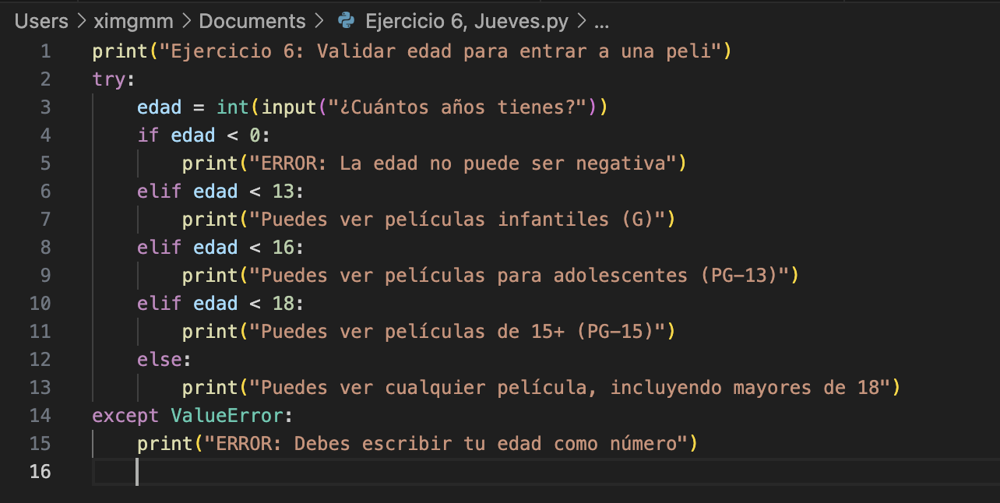 Users > ximgmm > Documents > Ejercicio 6, Jueves.py > ...
1 print("Ejercicio 6: Validar edad para entrar a una peli")
2 try:
3     edad = int(input("¿Cuántos años tienes?"))
4     if edad < 0:
5         print("ERROR: La edad no puede ser negativa")
6     elif edad < 13:
7         print("Puedes ver películas infantiles (G)")
8     elif edad < 16:
9         print("Puedes ver películas para adolescentes (PG-13)")
10     elif edad < 18:
11         print("Puedes ver películas de 15+ (PG-15)")
12     else:
13         print("Puedes ver cualquier película, incluyendo mayores de 18")
14 except ValueError:
15     print("ERROR: Debes escribir tu edad como número")
16